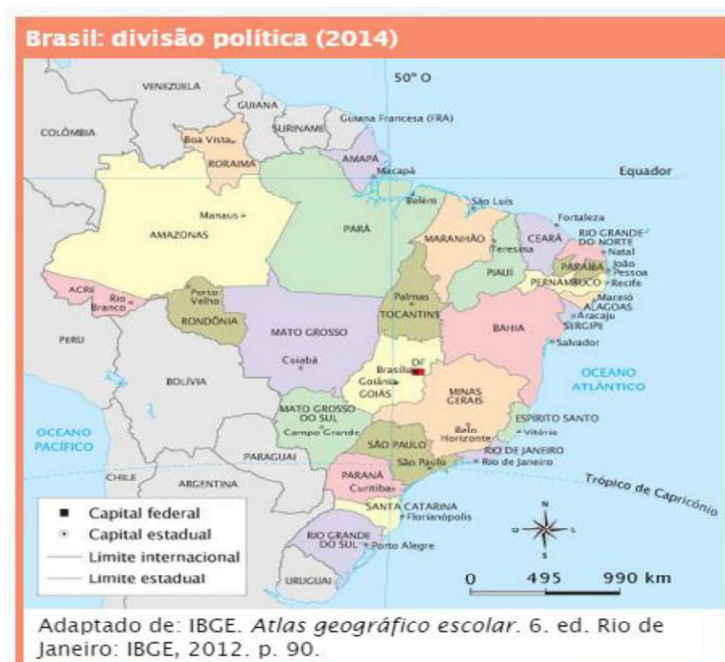 Brasil: divisão política (2014)
50° O
VENEZUELA
GUIANA
SURINAME
Guiana Francesa (FRA)
COLÔMBIA
Boa Vista
RORAIMA
AMAPÁ
Macapá
Equador
Belém
São Luís
Manaus
AMAZONAS
PARÁ
MARANHÃO
Teresina
Fortaleza
CEARÁ
RIO GRANDE
DO NORTE
Natal
PARAÍBA
João
Pessoa
PIAUÍ
PERNAMBUCO
Recife
ACRE
Rio
Branco
Porto
Velho
RONDÔNIA
Palmas
TOCANTINS
Maceió
ALAGOAS
Aracaju
SERGIPE
BAHIA
Salvador
MATO GROSSO
Cuiabá
PERU
BOLÍVIA
DF
Brasília
Goiânia
GOIÁS
MINAS
GERAIS
Belo
Horizonte
OCEANO
ATLÂNTICO
MATO GROSSO
DO SUL
Campo Grande
ESPÍRITO SANTO
Vitória
OCEANO
PACÍFICO
SÃO PAULO
São Paulo
RIO DE JANEIRO
Rio de Janeiro
PARAGUAI
CHILE
ARGENTINA
PARANÁ
Curitiba
Trópico de Capricórnio
SANTA CATARINA
Florianópolis
RIO GRANDE
DO SUL
Porto Alegre
URUGUAI
N
O
L
S
Capital federal
Capital estadual
Limite internacional
Limite estadual
0 495 990 km
Adaptado de: IBGE. Atlas geográfico escolar. 6. ed. Rio de
Janeiro: IBGE, 2012. p. 90.